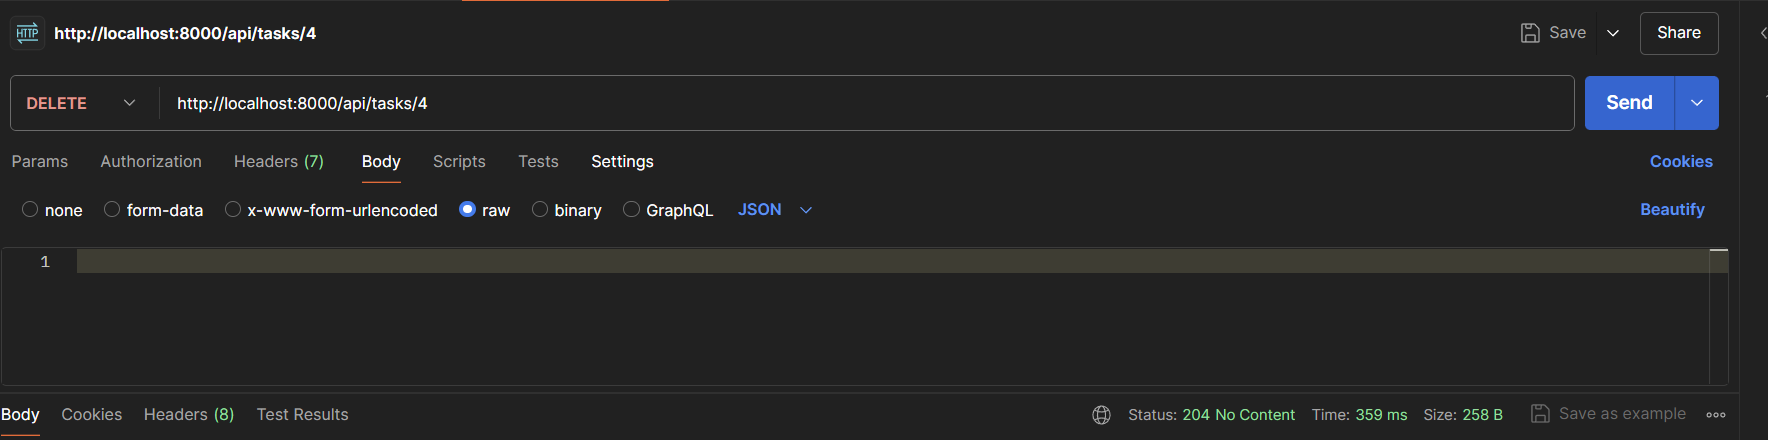 HTTP http://localhost:8000/api/tasks/4 Save Share
DELETE http://localhost:8000/api/tasks/4 Send
Params Authorization Headers (7) Body Scripts Tests Settings Cookies
none form-data x-www-form-urlencoded raw binary GraphQL JSON Beautify
1
Body Cookies Headers (8) Test Results Status: 204 No Content Time: 359 ms Size: 258 B Save as example